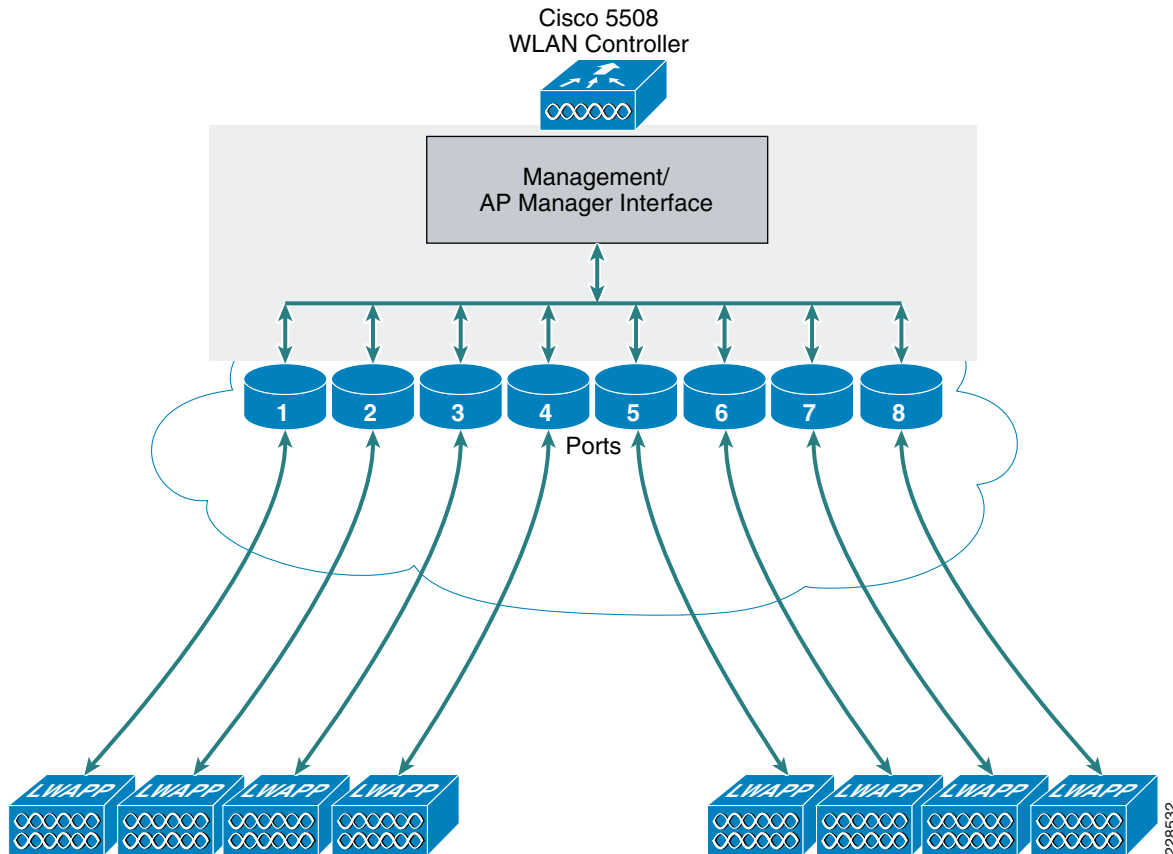 Cisco 5508
WLAN Controller
Management/
AP Manager Interface
1 2 3 4 5 6 7 8
Ports
LWAPP LWAPP LWAPP LWAPP LWAPP LWAPP LWAPP LWAPP
228532